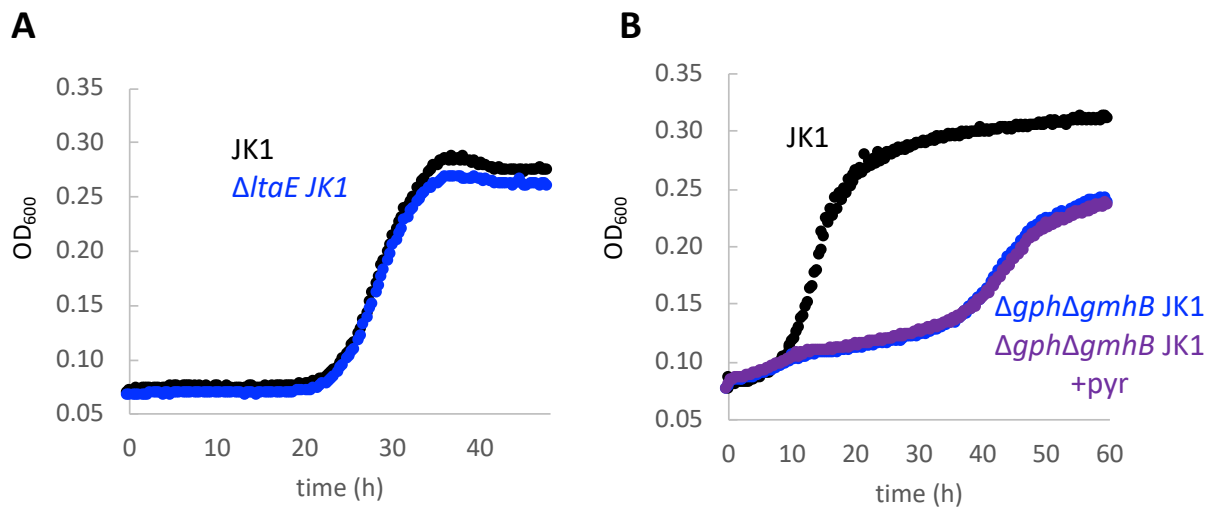 A
0.35
0.30
0.25
0.20
0.15
0.10
0.05
OD600
JK1
ΔltaE JK1
0 10 20 30 40
time (h)
B
0.35
0.30
0.25
0.20
0.15
0.10
0.05
OD600
JK1
ΔgphΔgmhB JK1
ΔgphΔgmhB JK1
+pyr
0 10 20 30 40 50 60
time (h)